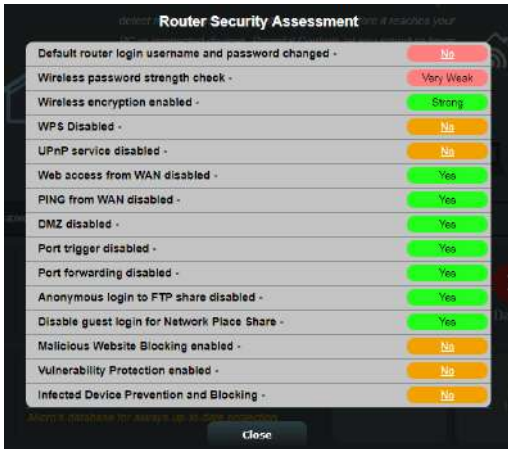 Router Security Assessment
Default router login username and password changed - No
Wireless password strength check - Very Weak
Wireless encryption enabled - Strong
WPS Disabled - No
UPnP service disabled - No
Web access from WAN disabled - Yes
PING from WAN disabled - Yes
DMZ disabled - Yes
Port trigger disabled - Yes
Port forwarding disabled - Yes
Anonymous login to FTP share disabled - Yes
Disable guest login for Network Place Share - Yes
Malicious Website Blocking enabled - No
Vulnerability Protection enabled - No
Infected Device Prevention and Blocking - No
Micro's database for always up-to-date protection
Close